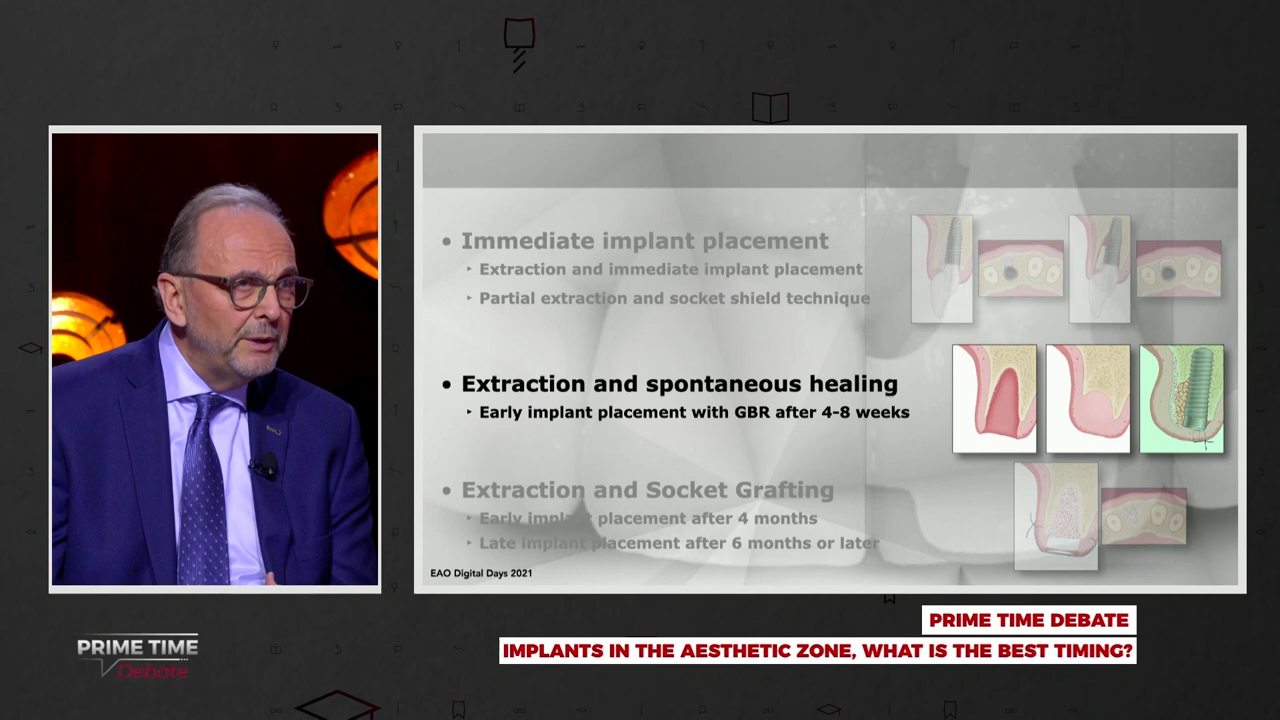 • Immediate implant placement
‣ Extraction and immediate implant placement
‣ Partial extraction and socket shield technique
• Extraction and spontaneous healing
‣ Early implant placement with GBR after 4-8 weeks
• Extraction and Socket Grafting
‣ Early implant placement after 4 months
‣ Late implant placement after 6 months or later
EAO Digital Days 2021
PRIME TIME DEBATE
IMPLANTS IN THE AESTHETIC ZONE, WHAT IS THE BEST TIMING?
PRIME TIME
Debate